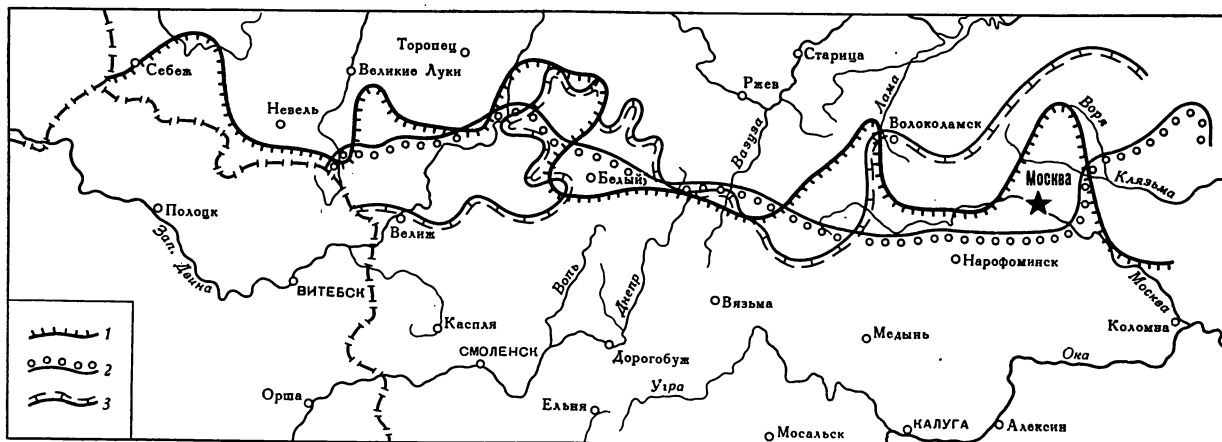 Себеж
Торопец
Великие Луки
Невель
Старица
Ржев
Лама
Вазуза
Волоколамск
Воря
Москва
Клязьма
Белый
Полоцк
Зап. Двина
Велиж
ВИТЕБСК
Вопь
Днепр
Нарофоминск
Москва
Вязьма
Каспля
Медынь
Коломна
СМОЛЕНСК
Дорогобуж
Ока
Угра
Орша
Ельня
КАЛУГА
Алексин
Мосальск
1
2
3